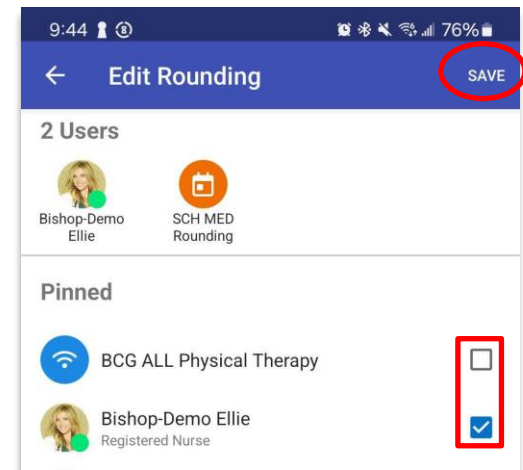 9:44 8 76%
Edit Rounding SAVE
2 Users
Bishop-Demo
Ellie
SCH MED
Rounding
Pinned
BCG ALL Physical Therapy
Bishop-Demo Ellie
Registered Nurse